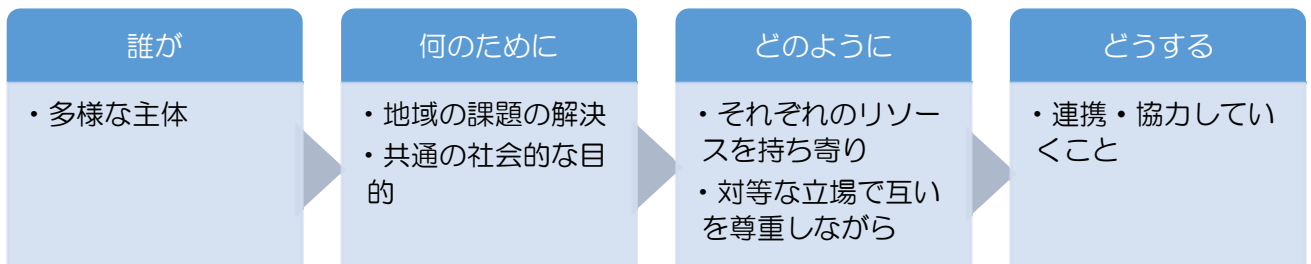 誰が
・多様な主体
何のために
・地域の課題の解決
・共通の社会的な目
的
どのように
・それぞれのリソー
スを持ち寄り
・対等な立場で互い
を尊重しながら
どうする
・連携・協力してい
くこと